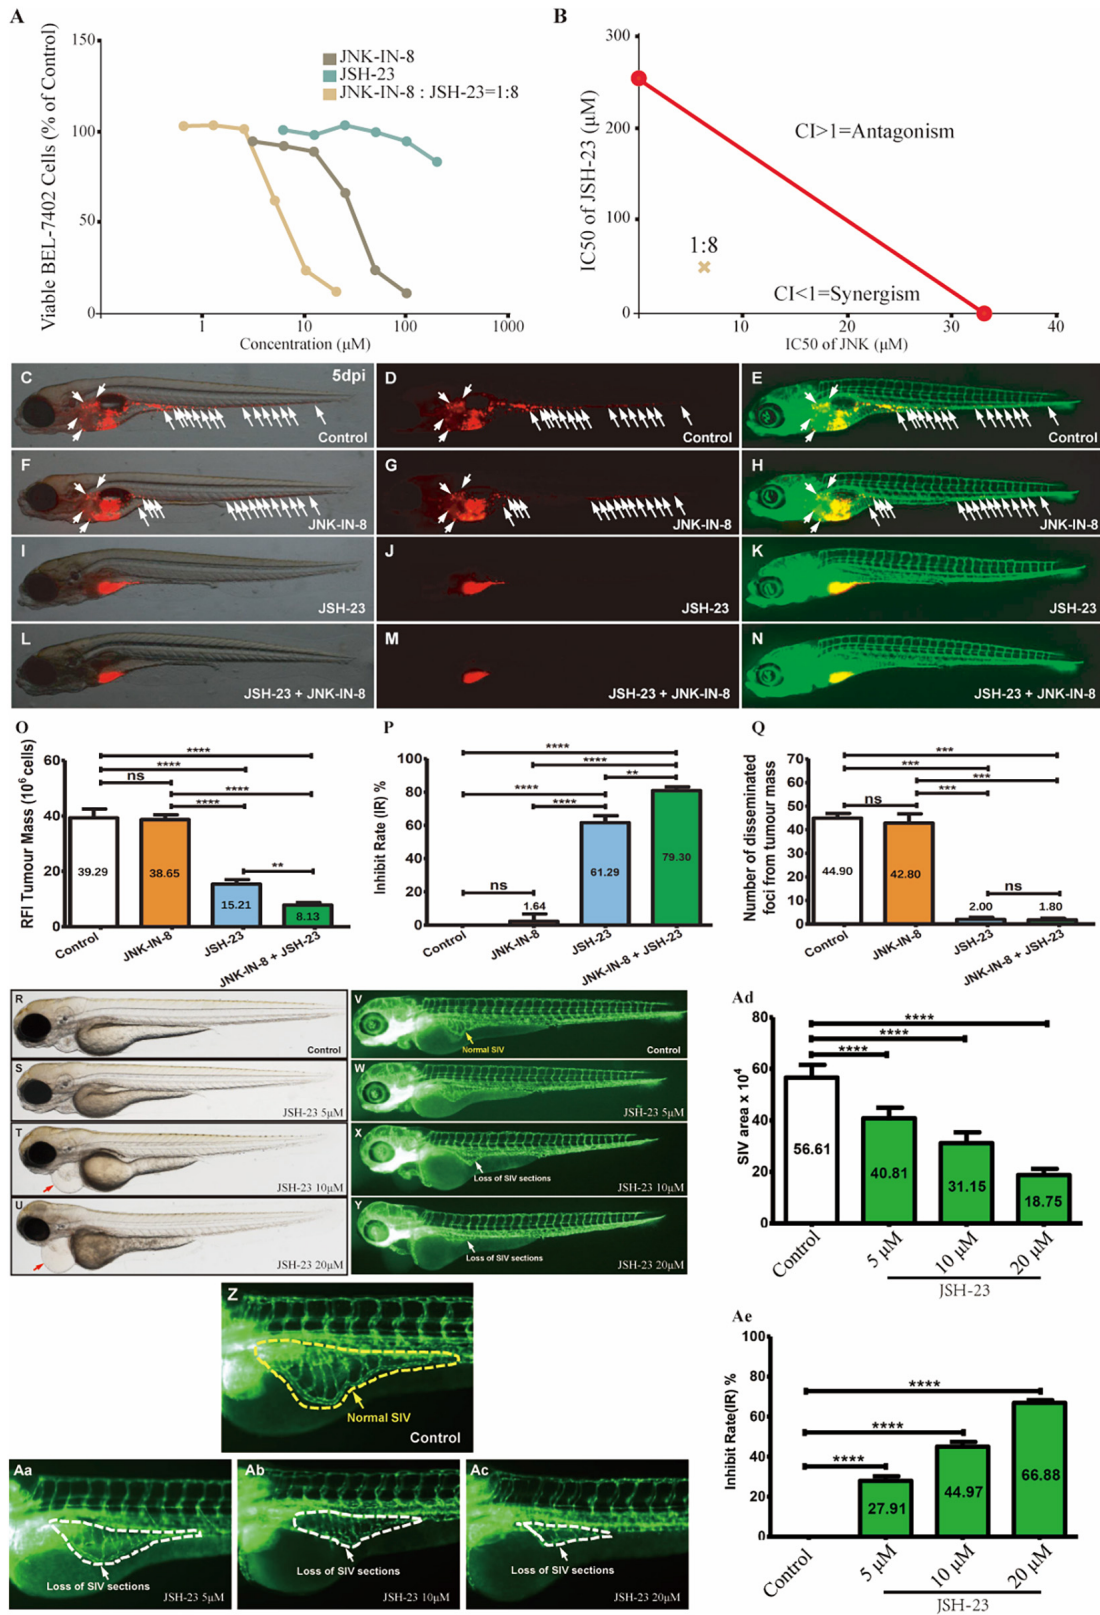 A
150
100
50
0
Viable BEL-7402 Cells (% of Control)
JNK-IN-8
JSH-23
JNK-IN-8 : JSH-23=1:8
1
10
100
1000
Concentration (μM)
B
300
200
100
0
IC50 of JSH-23 (μM)
CI>1=Antagonism
1:8
CI<1=Synergism
10
20
30
40
IC50 of JNK (μM)
C
5dpi
Control
D
Control
E
Control
F
JNK-IN-8
G
JNK-IN-8
H
JNK-IN-8
I
JSH-23
J
JSH-23
K
JSH-23
L
JSH-23 + JNK-IN-8
M
JSH-23 + JNK-IN-8
N
JSH-23 + JNK-IN-8
O
RFI Tumour Mass (10⁶ cells)
60
40
20
0
****
****
ns
****
****
**
39.29
38.65
15.21
8.13
Control
JNK-IN-8
JSH-23
JNK-IN-8 + JSH-23
P
Inhibit Rate (IR) %
100
80
60
40
20
0
****
****
**
****
****
ns
1.64
61.29
79.30
Control
JNK-IN-8
JSH-23
JNK-IN-8 + JSH-23
Q
Number of disseminated
foci from tumour mass
70
60
50
40
30
20
10
0
***
***
***
***
ns
ns
44.90
42.80
2.00
1.80
Control
JNK-IN-8
JSH-23
JNK-IN-8 + JSH-23
R
Control
S
JSH-23 5μM
T
JSH-23 10μM
U
JSH-23 20μM
V
Normal SIV
Control
W
JSH-23 5μM
X
Loss of SIV sections
JSH-23 10μM
Y
Loss of SIV sections
JSH-23 20μM
Ad
SIV area x 10⁴
80
60
40
20
0
****
****
****
56.61
40.81
31.15
18.75
Control
5 μM
10 μM
20 μM
JSH-23
Z
Normal SIV
Control
Aa
Loss of SIV sections
JSH-23 5μM
Ab
Loss of SIV sections
JSH-23 10μM
Ac
Loss of SIV sections
JSH-23 20μM
Ae
Inhibit Rate(IR) %
100
80
60
40
20
0
****
****
****
27.91
44.97
66.88
Control
5 μM
10 μM
20 μM
JSH-23